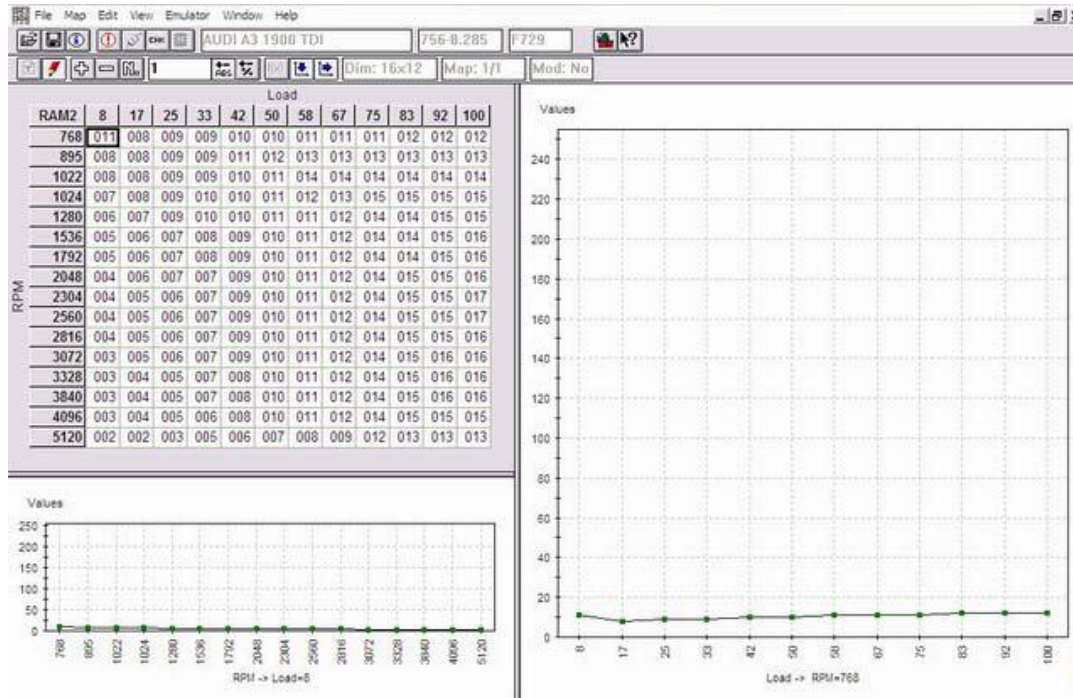 File Map Edit View Emulator Window Help
CHK AUDI A3 1900 TDI 756-8.285 F729
1 ABS Dim: 16x12 Map: 1/1 Mod: No
Load
RAM2 8 17 25 33 42 50 58 67 75 83 92 100
768 011 008 009 009 010 010 011 011 011 012 012 012
895 008 008 009 009 011 012 013 013 013 013 013 013
1022 008 008 009 009 010 011 014 014 014 014 014 014
1024 007 008 009 010 010 011 012 013 015 015 015 015
1280 006 007 009 010 010 011 011 012 014 014 015 015
1536 005 006 007 008 009 010 011 012 014 014 015 016
1792 005 006 007 008 009 010 011 012 014 014 015 016
2048 004 006 007 007 009 010 011 012 014 015 015 016
2304 004 005 006 007 009 010 011 012 014 015 015 017
2560 004 005 006 007 009 010 011 012 014 015 015 017
2816 004 005 006 007 009 010 011 012 014 015 015 016
3072 003 005 006 007 009 010 011 012 014 015 016 016
3328 003 004 005 007 008 010 011 012 014 015 016 016
3840 003 004 005 007 008 010 011 012 014 015 015 016
4096 003 004 005 006 008 010 011 012 014 015 015 015
5120 002 002 003 005 006 007 008 009 012 013 013 013
RPM
Values
250
200
150
100
50
0
768 895 1022 1024 1280 1536 1792 2048 2304 2560 2816 3072 3328 3840 4096 5120
RPM -> Load=8
Values
240
220
200
180
160
140
120
100
80
60
40
20
0
8 17 25 33 42 50 58 67 75 83 92 100
Load -> RPM=768